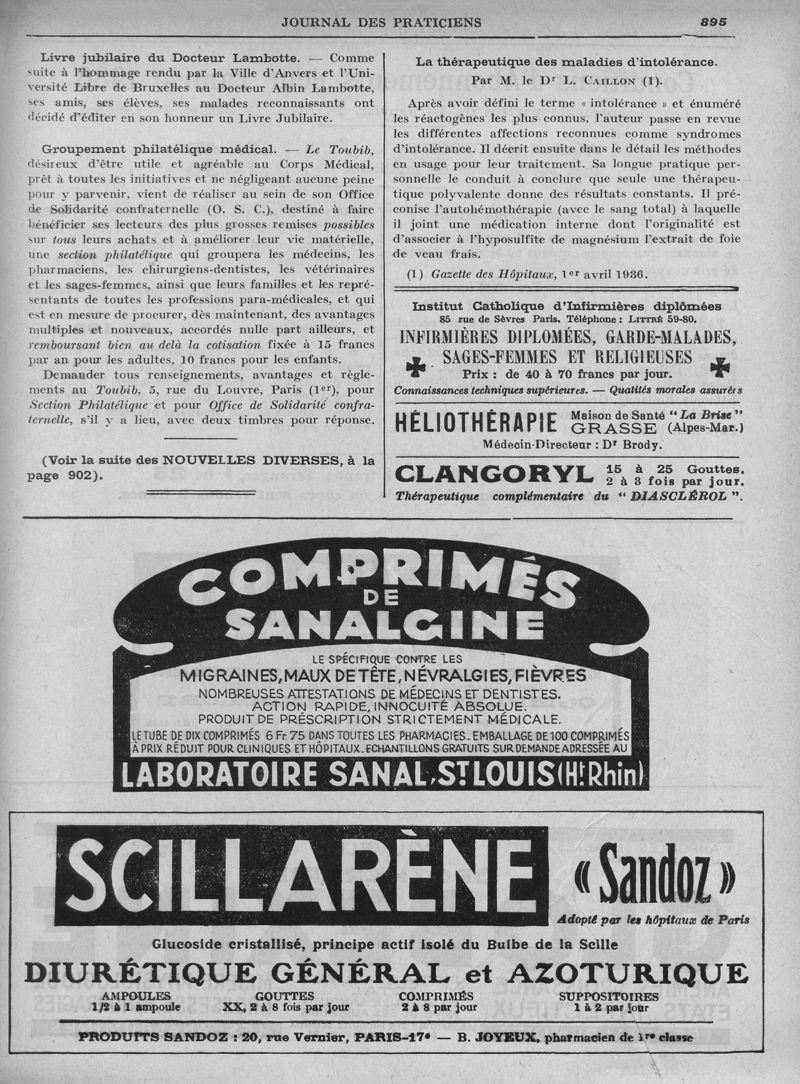 JOURNAL DES PRATICIENS
895
Livre jubilaire du Docteur Lambotte. — Comme
suite à l'hommage rendu par la Ville d'Anvers et l'Uni-
versité Libre de Bruxelles au Docteur Albin Lambotte,
ses amis, ses élèves, ses malades reconnaissants ont
décidé d'éditer en son honneur un Livre Jubilaire.
Groupement philatélique médical. — Le Toubib,
désireux d'être utile et agréable au Corps Médical,
prêt à toutes les initiatives et ne négligeant aucune peine
pour y parvenir, vient de réaliser au sein de son Office
de Solidarité confraternelle (O. S. C.), destiné à faire
bénéficier ses lecteurs des plus grosses remises possibles
sur tous leurs achats et à améliorer leur vie matérielle,
une section philatélique qui groupera les médecins, les
pharmaciens, les chirurgiens-dentistes, les vétérinaires
et les sages-femmes, ainsi que leurs familles et les repré-
sentants de toutes les professions para-médicales, et qui
est en mesure de procurer, dès maintenant, des avantages
multiples et nouveaux, accordés nulle part ailleurs, et
remboursant bien au delà la cotisation fixée à 15 francs
par an pour les adultes, 10 francs pour les enfants.
Demander tous renseignements, avantages et règle-
ments au Toubib, 5, rue du Louvre, Paris (1er), pour
Section Philatélique et pour Office de Solidarité confra-
ternelle, s'il y a lieu, avec deux timbres pour réponse.
(Voir la suite des NOUVELLES DIVERSES, à la
page 902).
La thérapeutique des maladies d'intolérance.
Par M. le Dr L. CAILLON (1).
Après avoir défini le terme « intolérance » et énuméré
les réactogènes les plus connus, l'auteur passe en revue
les différentes affections reconnues comme syndromes
d'intolérance. Il décrit ensuite dans le détail les méthodes
en usage pour leur traitement. Sa longue pratique per-
sonnelle le conduit à conclure que seule une thérapeu-
tique polyvalente donne des résultats constants. Il pré-
conise l'autohémothérapie (avec le sang total) à laquelle
il joint une médication interne dont l'originalité est
d'associer à l'hyposulfite de magnésium l'extrait de foie
de veau frais.
(1) Gazette des Hôpitaux, 1er avril 1936.
Institut Catholique d'Infirmières diplômées
85 rue de Sèvres Paris. Téléphone : LITTRÉ 59-80.
INFIRMIÈRES DIPLOMÉES, GARDE-MALADES,
SAGES-FEMMES ET RELIGIEUSES
Prix : de 40 à 70 francs par jour.
Connaissances techniques supérieures. — Qualités morales assurées
HÉLIOTHÉRAPIE Maison de Santé "La Brise"
GRASSE (Alpes-Mar.)
Médecin-Directeur : Dr Brody.
CLANGORYL 15 à 25 Gouttes.
2 à 3 fois par jour.
Thérapeutique complémentaire du "DIASCLÉROL".
COMPRIMÉS
DE
SANALGINE
LE SPÉCIFIQUE CONTRE LES
MIGRAINES, MAUX DE TÊTE, NÉVRALGIES, FIÈVRES
NOMBREUSES ATTESTATIONS DE MÉDECINS ET DENTISTES.
ACTION RAPIDE, INNOCUITÉ ABSOLUE.
PRODUIT DE PRÉSCRIPTION STRICTEMENT MÉDICALE.
LE TUBE DE DIX COMPRIMÉS 6 Fr. 75 DANS TOUTES LES PHARMACIES. EMBALLAGE DE 100 COMPRIMÉS
À PRIX RÉDUIT POUR CLINIQUES ET HÔPITAUX. ECHANTILLONS GRATUITS SUR DEMANDE ADRESSÉE AU
LABORATOIRE SANAL, ST LOUIS (Ht Rhin)
SCILLARÈNE
« Sandoz »
Adopté par les hôpitaux de Paris
Glucoside cristallisé, principe actif isolé du Bulbe de la Scille
DIURÉTIQUE GÉNÉRAL et AZOTURIQUE
AMPOULES GOUTTES COMPRIMÉS SUPPOSITOIRES
1/2 à 1 ampoule XX, 2 à 8 fois par jour 2 à 8 par jour 1 à 2 par jour
PRODUITS SANDOZ : 20, rue Vernier, PARIS-17e — B. JOYEUX, pharmacien de 1re classe